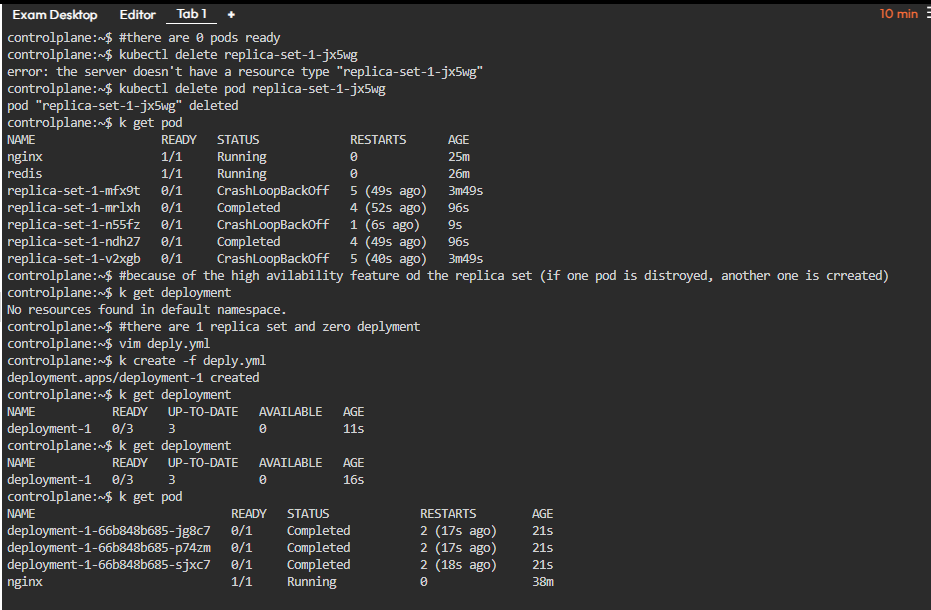 Exam Desktop Editor Tab 1 + 10 min
controlplane:~$ #there are 0 pods ready
controlplane:~$ kubectl delete replica-set-1-jx5wg
error: the server doesn't have a resource type "replica-set-1-jx5wg"
controlplane:~$ kubectl delete pod replica-set-1-jx5wg
pod "replica-set-1-jx5wg" deleted
controlplane:~$ k get pod
NAME READY STATUS RESTARTS AGE
nginx 1/1 Running 0 25m
redis 1/1 Running 0 26m
replica-set-1-mfx9t 0/1 CrashLoopBackOff 5 (49s ago) 3m49s
replica-set-1-mrlxh 0/1 Completed 4 (52s ago) 96s
replica-set-1-n55fz 0/1 CrashLoopBackOff 1 (6s ago) 9s
replica-set-1-ndh27 0/1 Completed 4 (49s ago) 96s
replica-set-1-v2xgb 0/1 CrashLoopBackOff 5 (40s ago) 3m49s
controlplane:~$ #because of the high avilability feature od the replica set (if one pod is distroyed, another one is crreated)
controlplane:~$ k get deployment
No resources found in default namespace.
controlplane:~$ #there are 1 replica set and zero deplyment
controlplane:~$ vim deply.yml
controlplane:~$ k create -f deply.yml
deployment.apps/deployment-1 created
controlplane:~$ k get deployment
NAME READY UP-TO-DATE AVAILABLE AGE
deployment-1 0/3 3 0 11s
controlplane:~$ k get deployment
NAME READY UP-TO-DATE AVAILABLE AGE
deployment-1 0/3 3 0 16s
controlplane:~$ k get pod
NAME READY STATUS RESTARTS AGE
deployment-1-66b848b685-jg8c7 0/1 Completed 2 (17s ago) 21s
deployment-1-66b848b685-p74zm 0/1 Completed 2 (17s ago) 21s
deployment-1-66b848b685-sjxc7 0/1 Completed 2 (18s ago) 21s
nginx 1/1 Running 0 38m